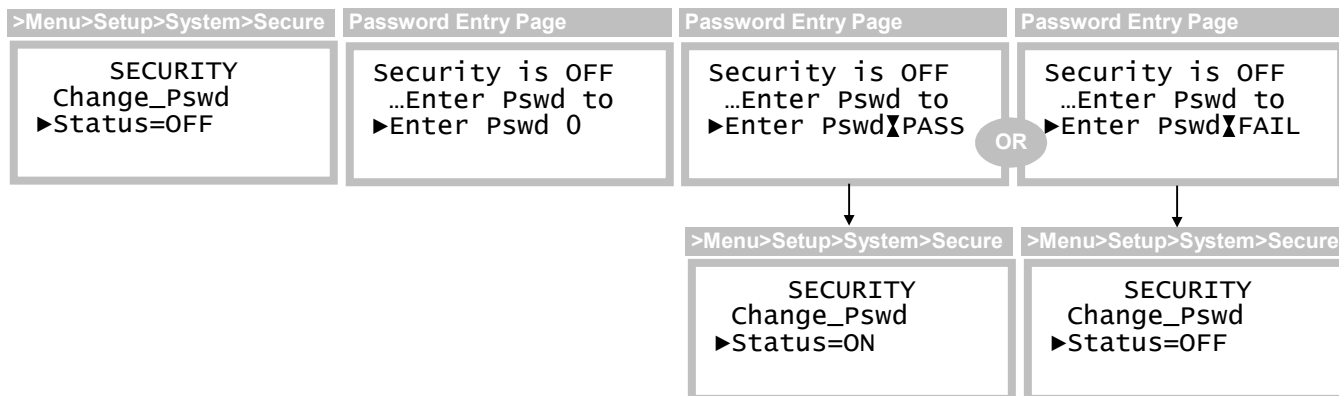 >Menu>Setup>System>Secure
SECURITY
Change_Pswd
►Status=OFF
Password Entry Page
Security is OFF
…Enter Pswd to
►Enter Pswd 0
Password Entry Page
Security is OFF
…Enter Pswd to
►Enter Pswd PASS
OR
Password Entry Page
Security is OFF
…Enter Pswd to
►Enter Pswd FAIL
>Menu>Setup>System>Secure
SECURITY
Change_Pswd
►Status=ON
>Menu>Setup>System>Secure
SECURITY
Change_Pswd
►Status=OFF